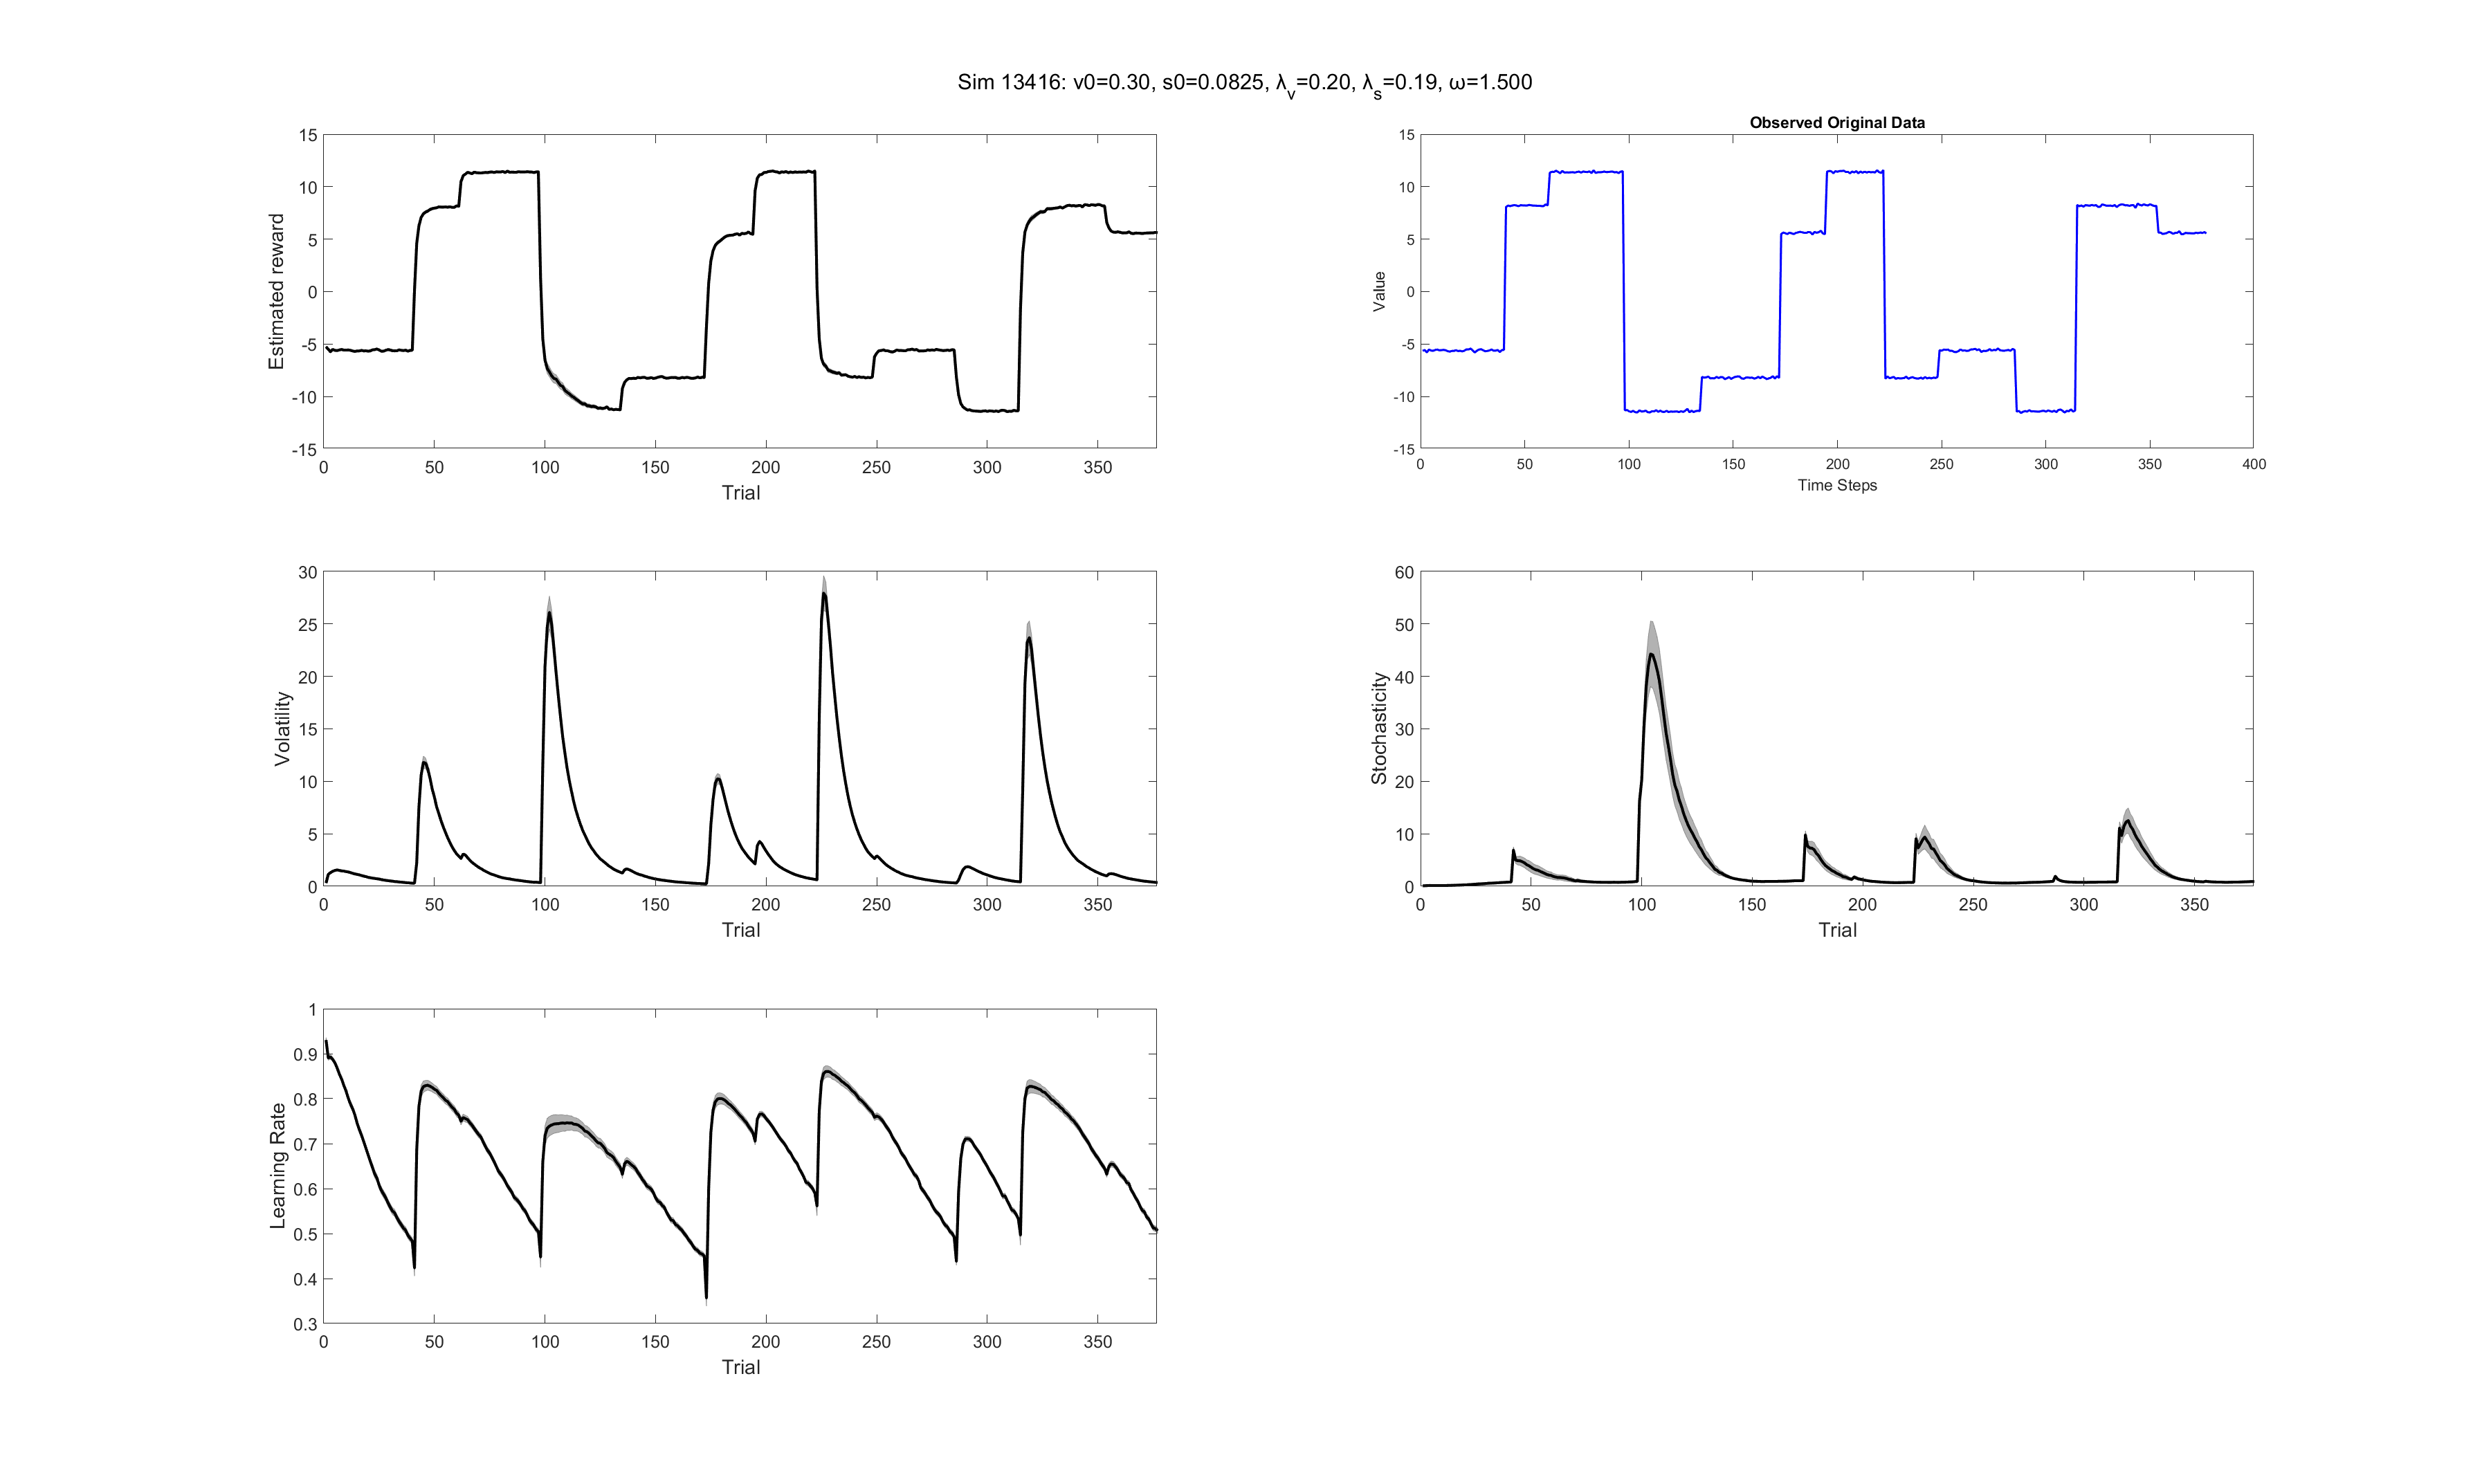 Sim 13416: v0=0.30, s0=0.0825, λv=0.20, λs=0.19, ω=1.500
15
10
5
0
-5
-10
-15
0 50 100 150 200 250 300 350
Estimated reward
Trial
Observed Original Data
15
10
5
0
-5
-10
-15
0 50 100 150 200 250 300 350 400
Value
Time Steps
30
25
20
15
10
5
0
0 50 100 150 200 250 300 350
Volatility
Trial
60
50
40
30
20
10
0
0 50 100 150 200 250 300 350
Stochasticity
Trial
1
0.9
0.8
0.7
0.6
0.5
0.4
0.3
0 50 100 150 200 250 300 350
Learning Rate
Trial